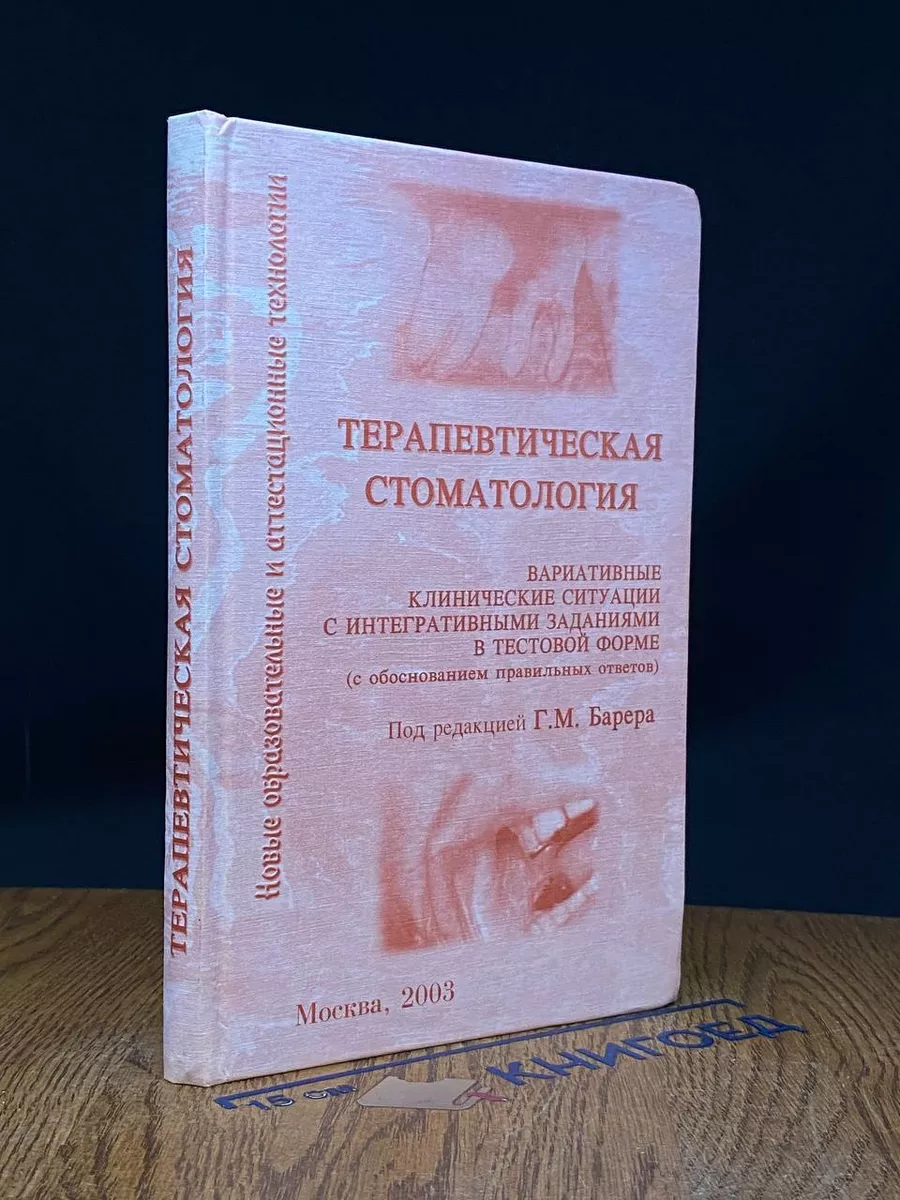 ТЕРАПЕВТИЧЕСКАЯ СТОМАТОЛОГИЯ
Новые образовательные и аттестационные технологии
ТЕРАПЕВТИЧЕСКАЯ
СТОМАТОЛОГИЯ
ВАРИАТИВНЫЕ
КЛИНИЧЕСКИЕ СИТУАЦИИ
С ИНТЕГРАТИВНЫМИ ЗАДАНИЯМИ
В ТЕСТОВОЙ ФОРМЕ
(с обоснованием правильных ответов)
Под редакцией Г.М. Барера
Москва, 2003
15 cm
КНИГОЕД